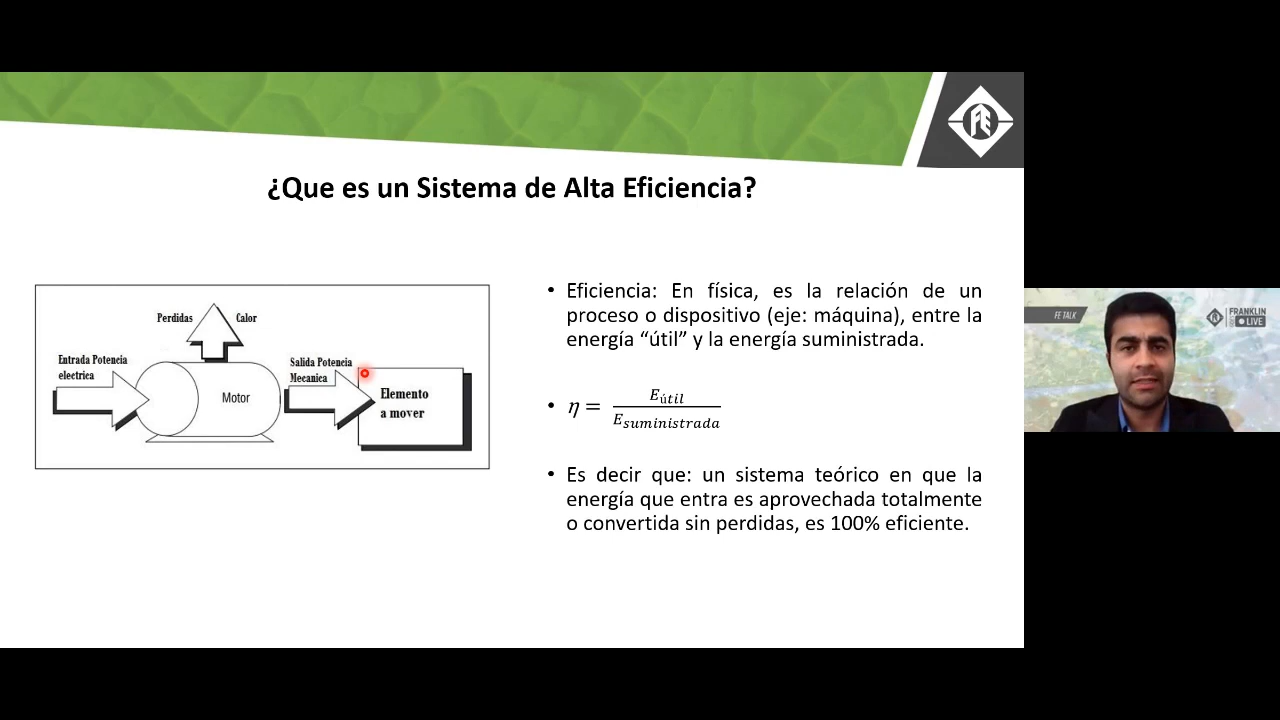 ¿Que es un Sistema de Alta Eficiencia?
Perdidas Calor
Entrada Potencia
electrica
Motor
Salida Potencia
Mecanica
Elemento
a mover
• Eficiencia: En física, es la relación de un
proceso o dispositivo (eje: máquina), entre la
energía “útil” y la energía suministrada.
• η = E_útil / E_suministrada
• Es decir que: un sistema teórico en que la
energía que entra es aprovechada totalmente
o convertida sin perdidas, es 100% eficiente.
FE
FE TALK
FRANKLIN
LIVE